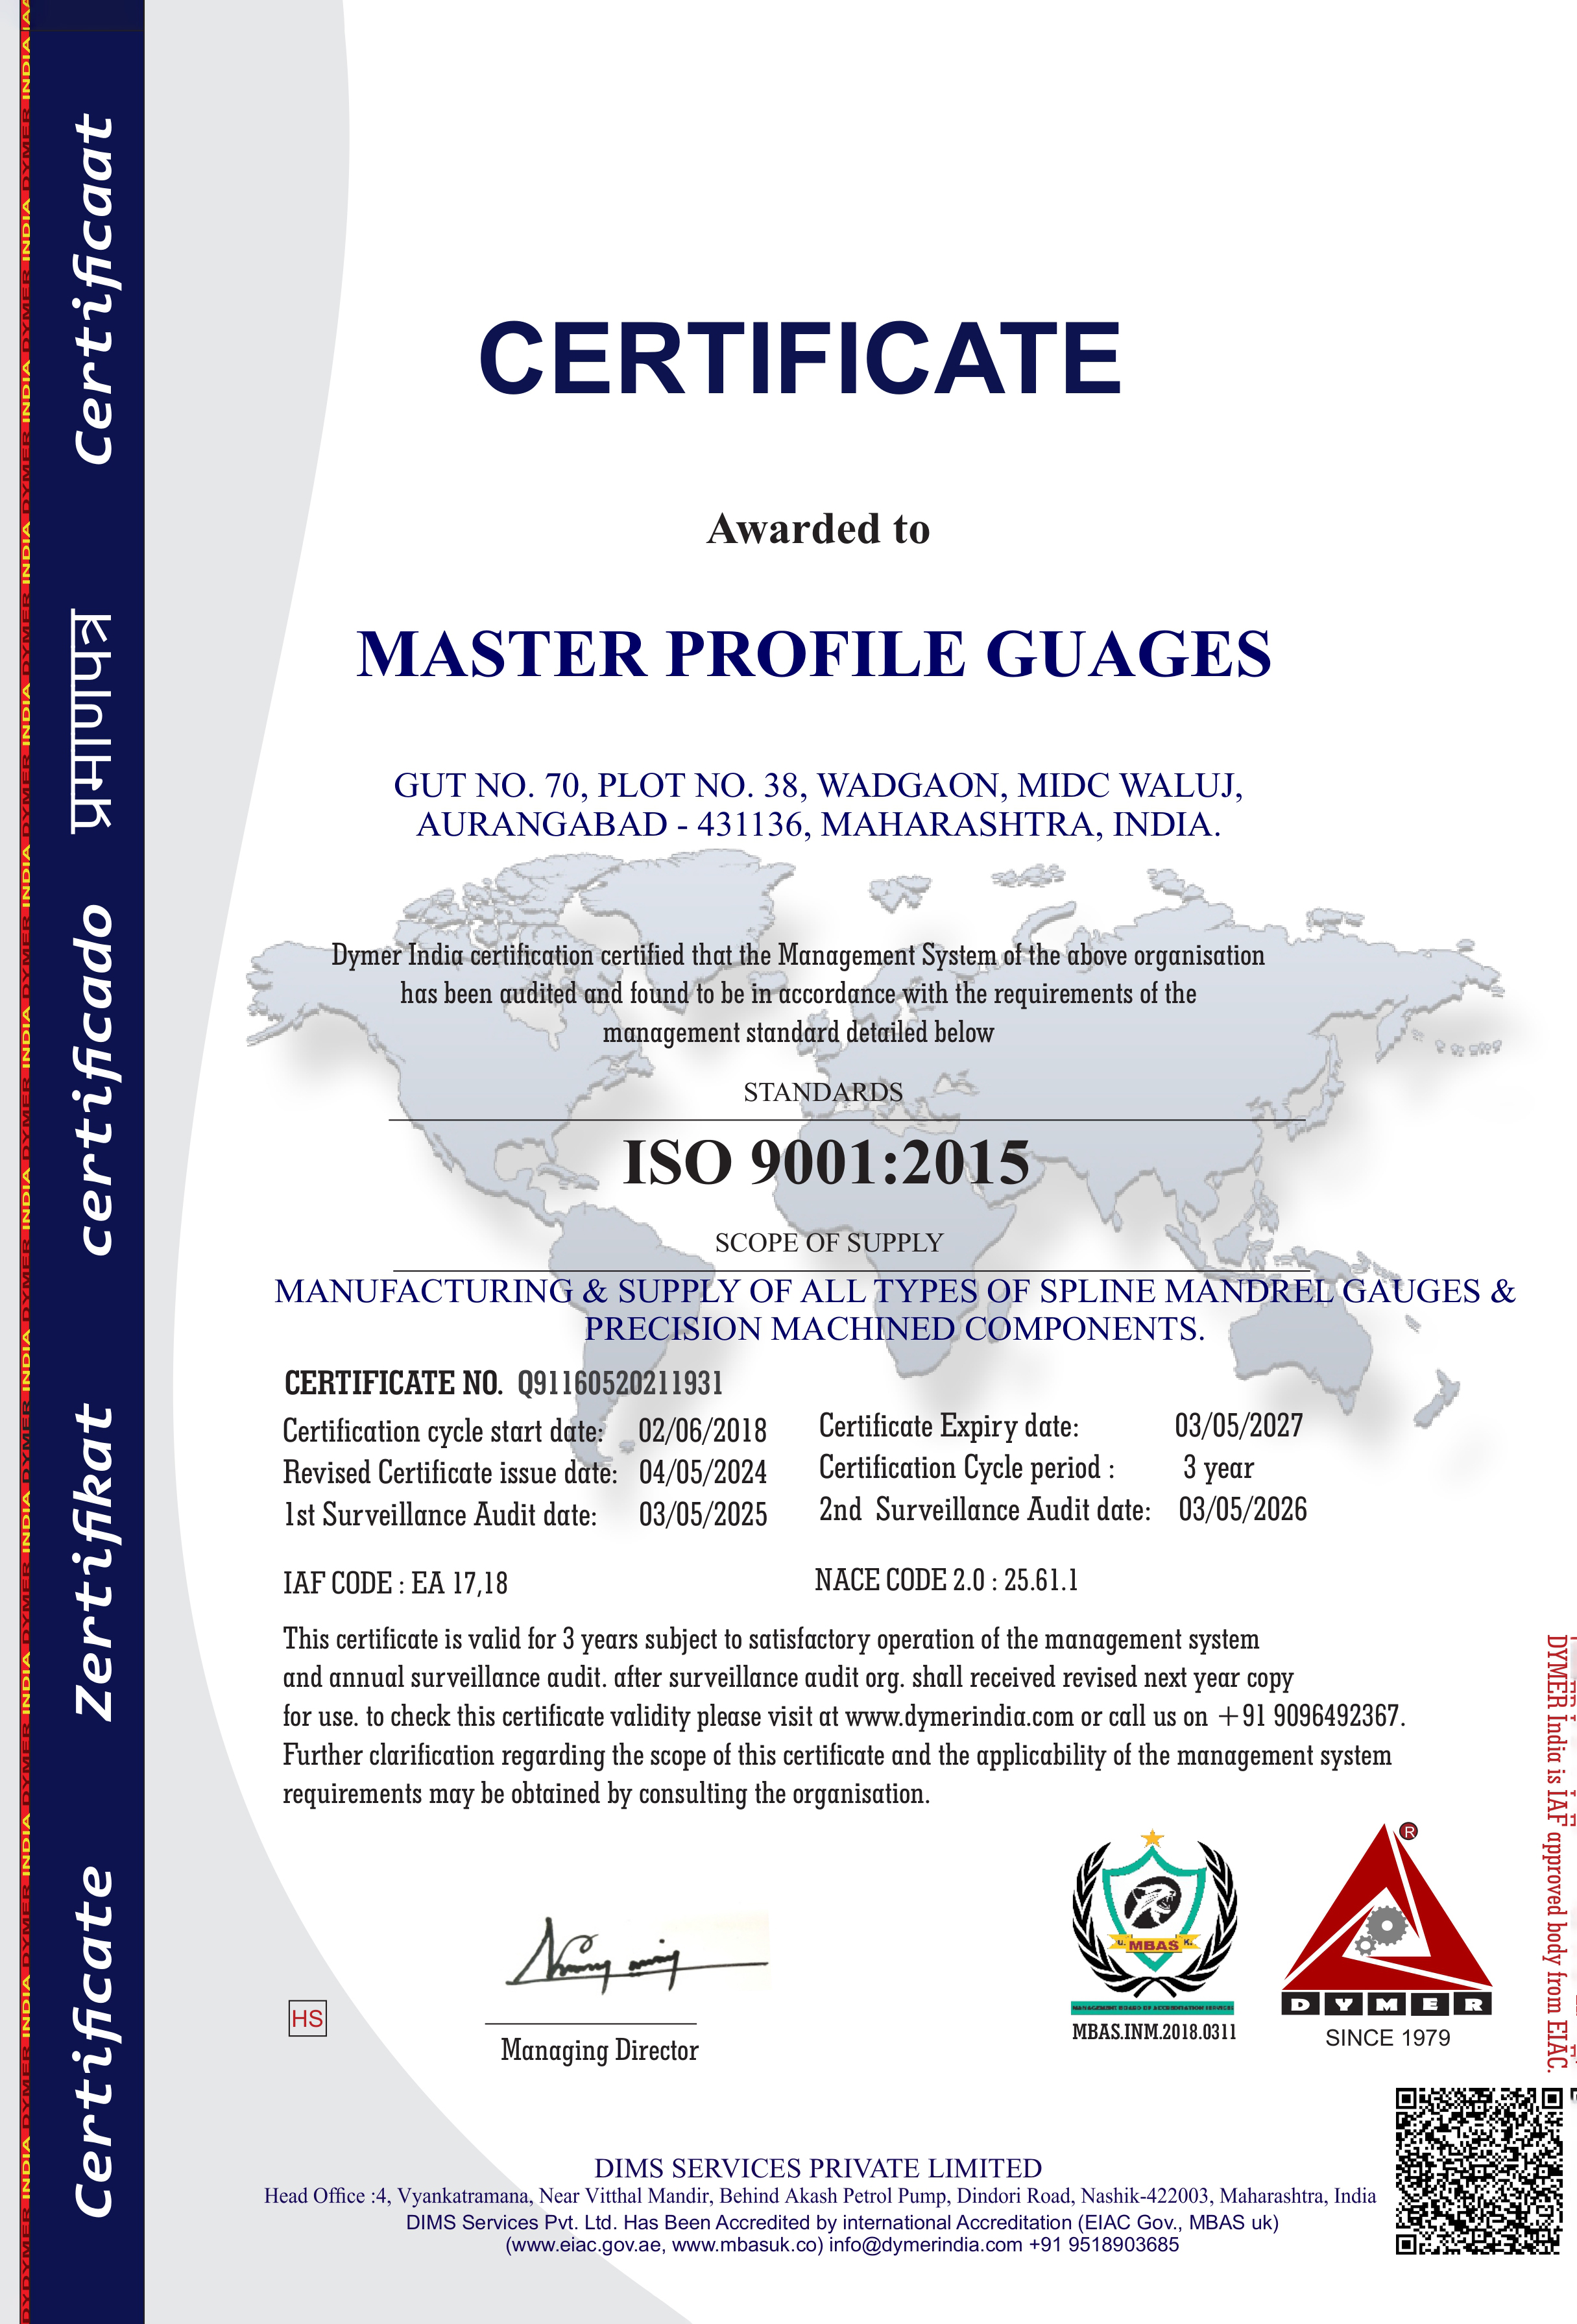 CERTIFICATE
Awarded to
MASTER PROFILE GUAGES
GUT NO. 70, PLOT NO. 38, WADGAON, MIDC WALUJ,
AURANGABAD - 431136, MAHARASHTRA, INDIA.
Dymer India certification certified that the Management System of the above organisation
has been audited and found to be in accordance with the requirements of the
management standard detailed below
STANDARDS
ISO 9001:2015
SCOPE OF SUPPLY
MANUFACTURING & SUPPLY OF ALL TYPES OF SPLINE MANDREL GAUGES &
PRECISION MACHINED COMPONENTS.
CERTIFICATE NO. Q91160520211931
Certification cycle start date: 02/06/2018 Certificate Expiry date: 03/05/2027
Revised Certificate issue date: 04/05/2024 Certification Cycle period : 3 year
1st Surveillance Audit date: 03/05/2025 2nd Surveillance Audit date: 03/05/2026
IAF CODE : EA 17,18 NACE CODE 2.0 : 25.61.1
This certificate is valid for 3 years subject to satisfactory operation of the management system
and annual surveillance audit. after surveillance audit org. shall received revised next year copy
for use. to check this certificate validity please visit at www.dymerindia.com or call us on +91 9096492367.
Further clarification regarding the scope of this certificate and the applicability of the management system
requirements may be obtained by consulting the organisation.
HS
Managing Director
U. MBAS K.
MANAGEMENT BOARD OF ACCREDITATION SERVICES
MBAS.INM.2018.0311
R
DYMER
SINCE 1979
DYMER India is IAF approved body from EIAC.
DIMS SERVICES PRIVATE LIMITED
Head Office :4, Vyankatramana, Near Vitthal Mandir, Behind Akash Petrol Pump, Dindori Road, Nashik-422003, Maharashtra, India
DIMS Services Pvt. Ltd. Has Been Accredited by international Accreditation (EIAC Gov., MBAS uk)
(www.eiac.gov.ae, www.mbasuk.co) info@dymerindia.com +91 9518903685
Certificate Zertifikat certificado प्रमाणपत्र Certificaat
DYMER INDIA DYMER INDIA DYMER INDIA DYMER INDIA DYMER INDIA DYMER INDIA DYMER INDIA DYMER INDIA